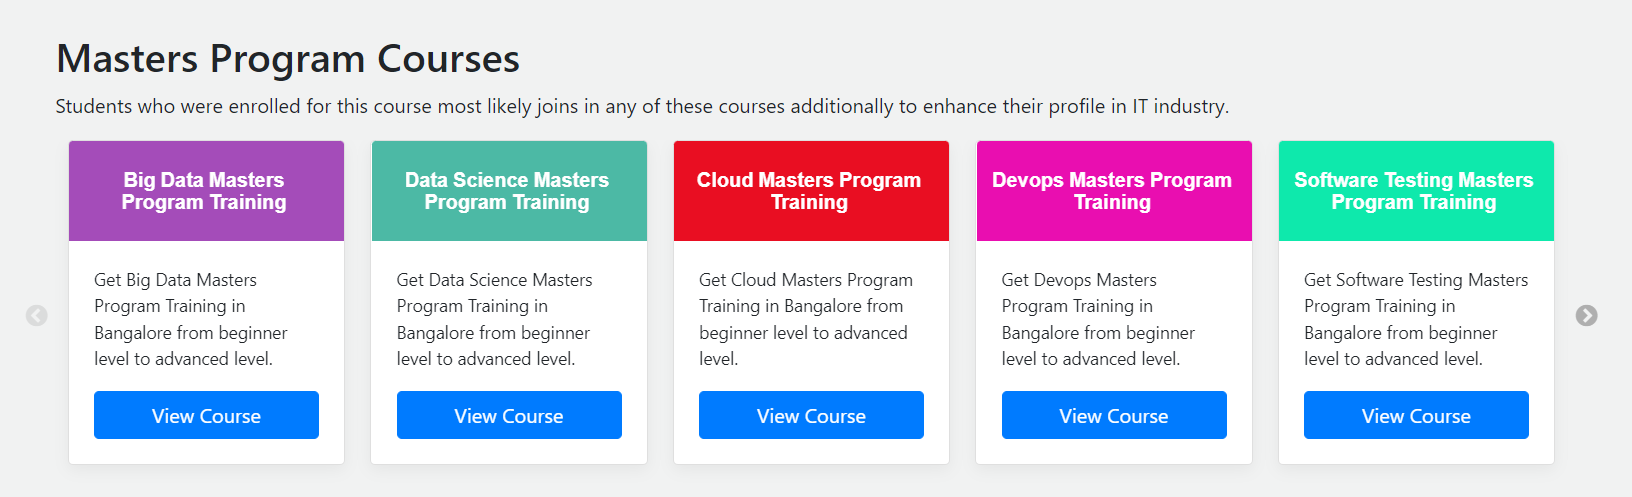 Masters Program Courses
Students who were enrolled for this course most likely joins in any of these courses additionally to enhance their profile in IT industry.
Big Data Masters
Program Training
Get Big Data Masters
Program Training in
Bangalore from beginner
level to advanced level.
View Course
Data Science Masters
Program Training
Get Data Science Masters
Program Training in
Bangalore from beginner
level to advanced level.
View Course
Cloud Masters Program
Training
Get Cloud Masters Program
Training in Bangalore from
beginner level to advanced
level.
View Course
Devops Masters Program
Training
Get Devops Masters
Program Training in
Bangalore from beginner
level to advanced level.
View Course
Software Testing Masters
Program Training
Get Software Testing Masters
Program Training in
Bangalore from beginner
level to advanced level.
View Course